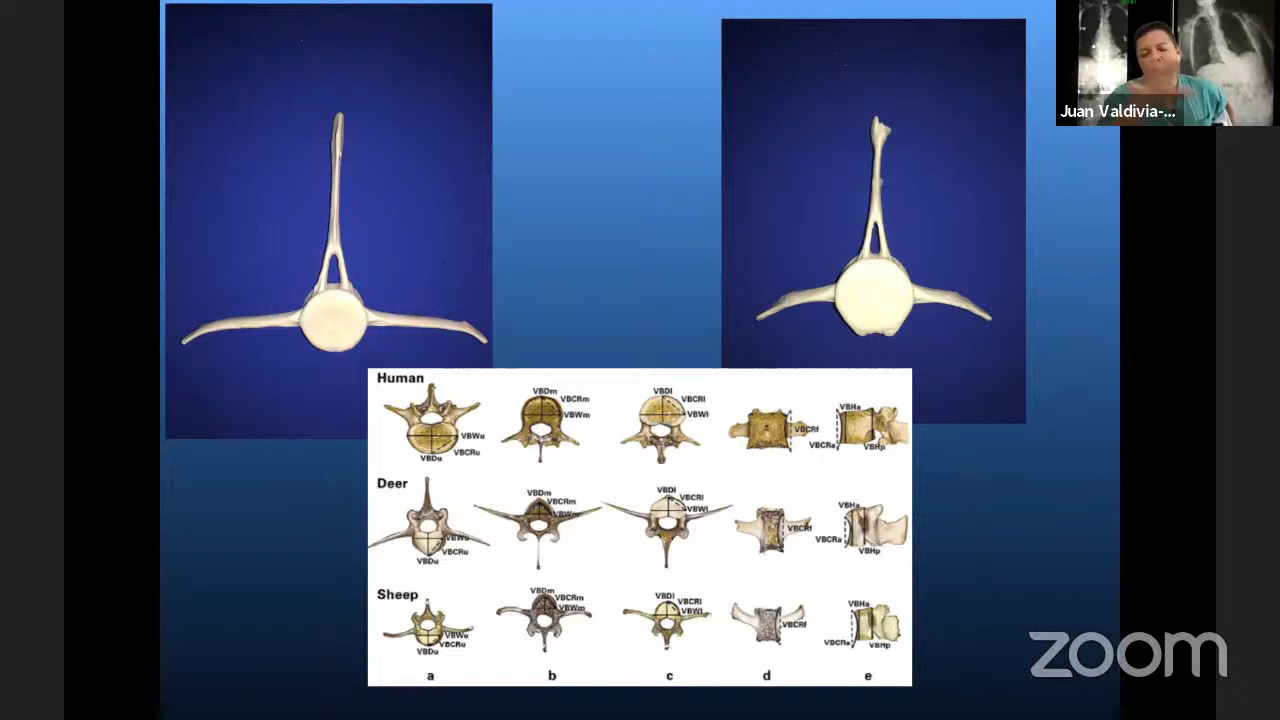 Juan Valdivia-...
Human
VBWu
VBCRu
VBDu
VBDm
VBCRm
VBWm
VBDl
VBCRl
VBWl
VBCRf
VBHa
VBCRa
VBHp
Deer
VBWu
VBCRu
VBDu
VBDm
VBCRm
VBWm
VBDl
VBCRl
VBWl
VBCRf
VBHa
VBCRa
VBHp
Sheep
VBWu
VBCRu
VBDu
VBDm
VBCRm
VBWm
VBDl
VBCRl
VBWl
VBCRf
VBHa
VBCRa
VBHp
a b c d e
zoom